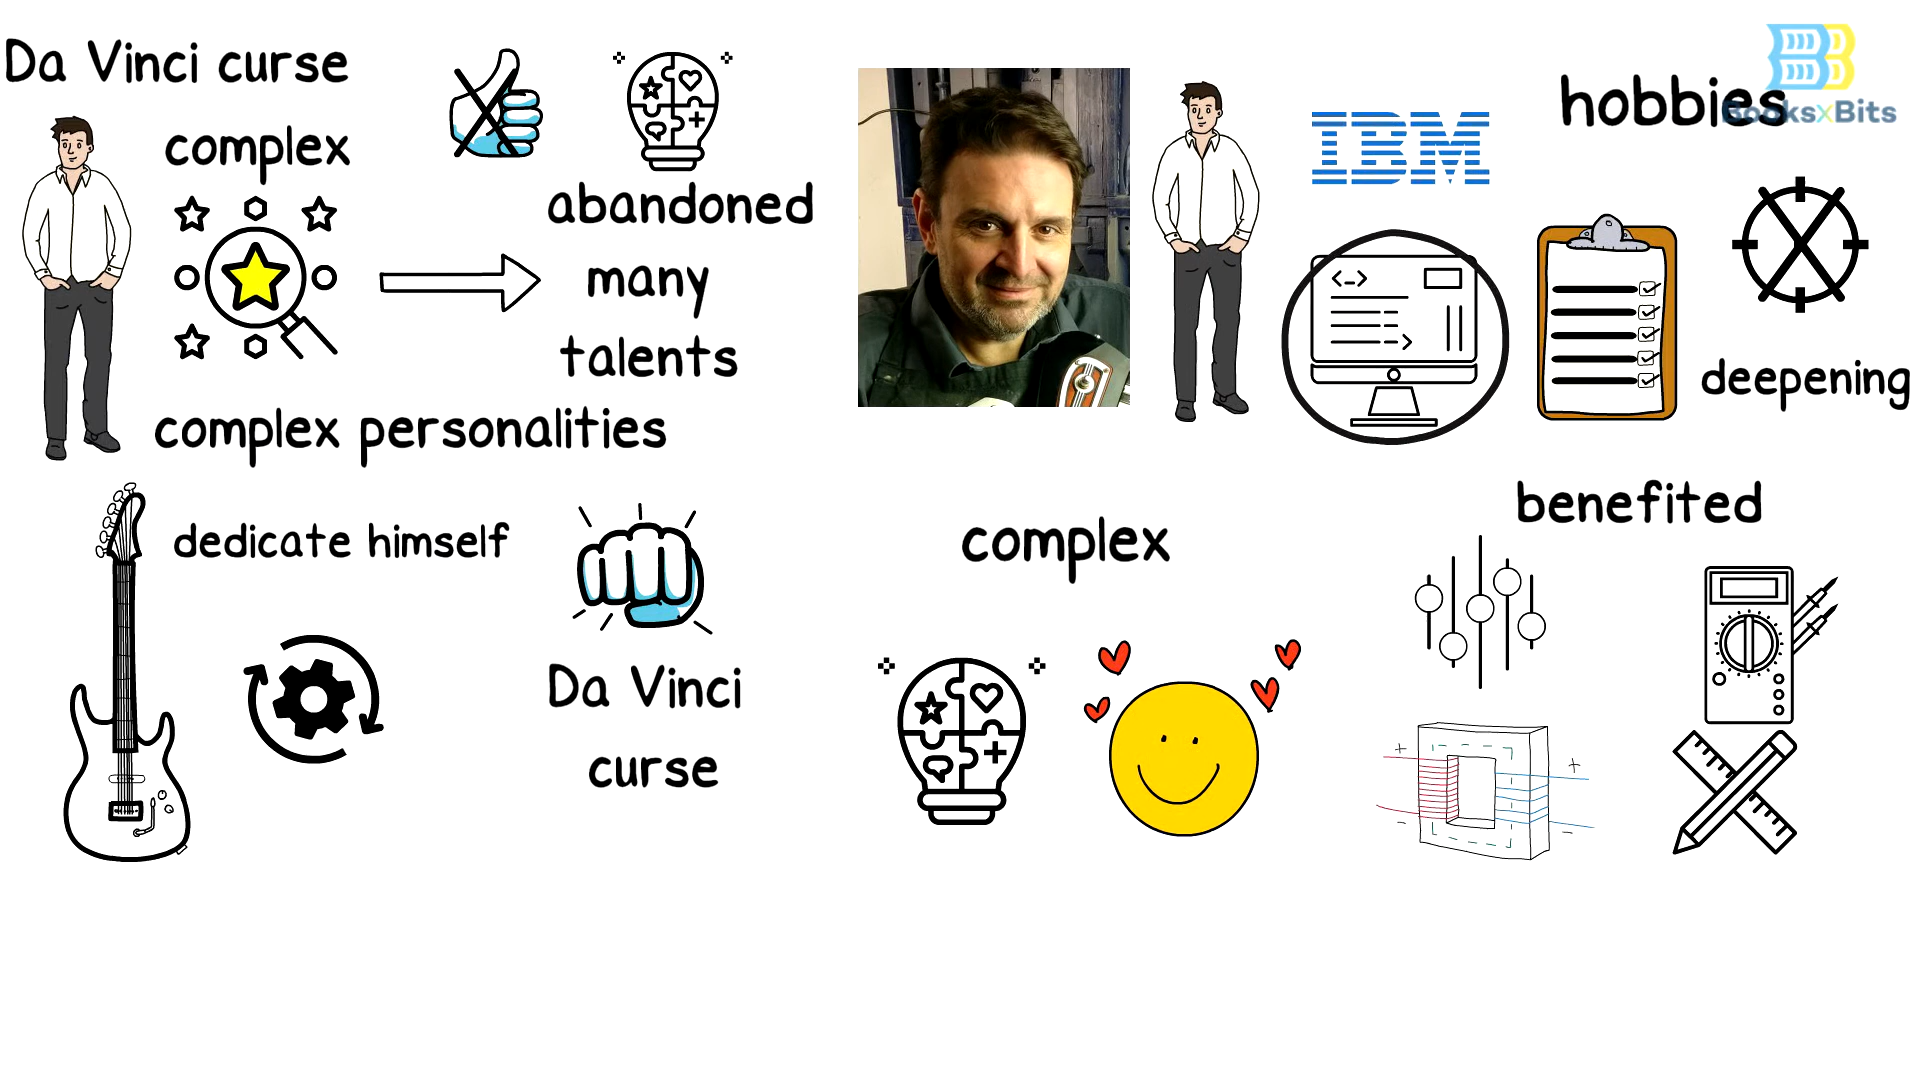 Da Vinci curse
complex
abandoned
many
talents
complex personalities
dedicate himself
Da Vinci
curse
IBM
hobbies
BooksxBits
deepening
complex
benefited